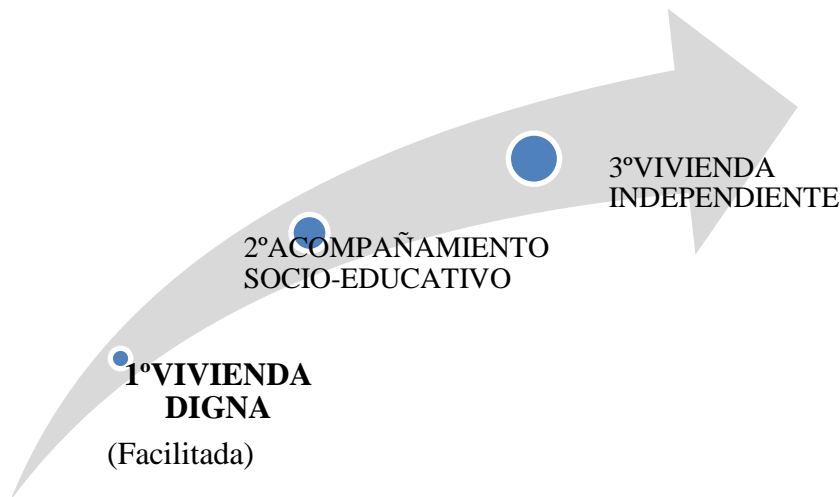 3ºVIVIENDA
INDEPENDIENTE
2ºACOMPAÑAMIENTO
SOCIO-EDUCATIVO
1ºVIVIENDA
DIGNA
(Facilitada)